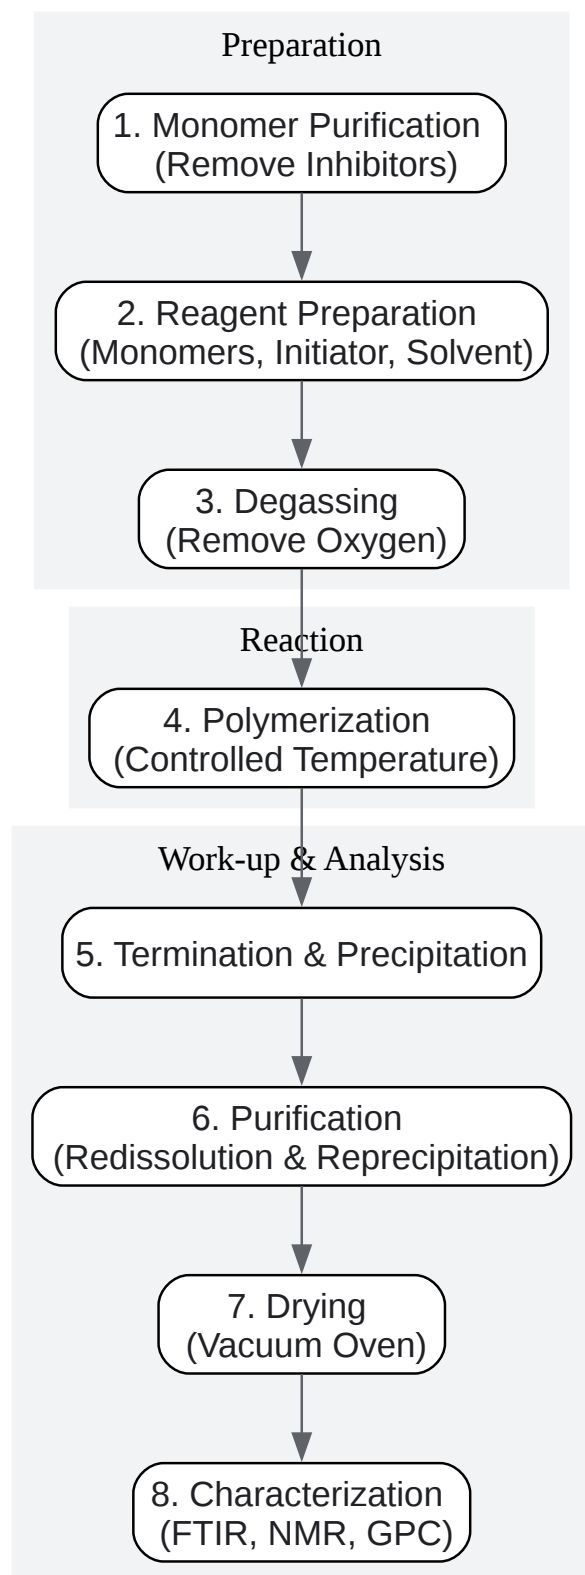 Preparation
1. Monomer Purification
(Remove Inhibitors)
2. Reagent Preparation
(Monomers, Initiator, Solvent)
3. Degassing
(Remove Oxygen)
Reaction
4. Polymerization
(Controlled Temperature)
Work-up & Analysis
5. Termination & Precipitation
6. Purification
(Redissolution & Reprecipitation)
7. Drying
(Vacuum Oven)
8. Characterization
(FTIR, NMR, GPC)